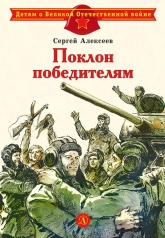 Детям о Великой Отечественной войне
Сергей Алексеев
Поклон
победителям